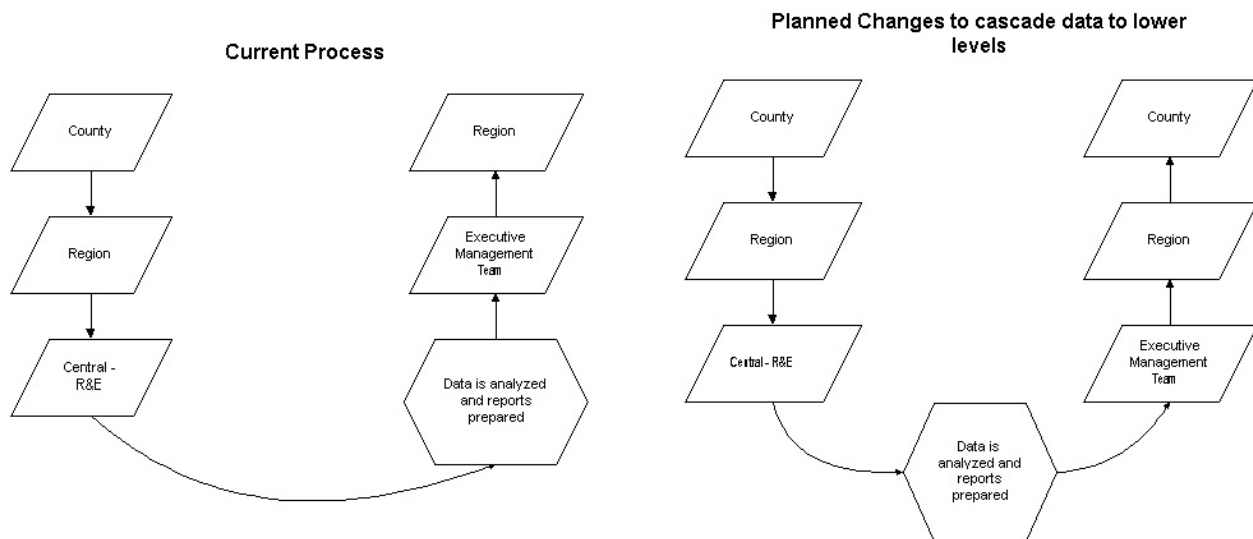 Current Process
County
Region
Central -
R&E
Data is analyzed
and reports
prepared
Executive
Management
Team
Region
Planned Changes to cascade data to lower
levels
County
Region
Central - R&E
Data is
analyzed and
reports
prepared
Executive
Management
Team
Region
County